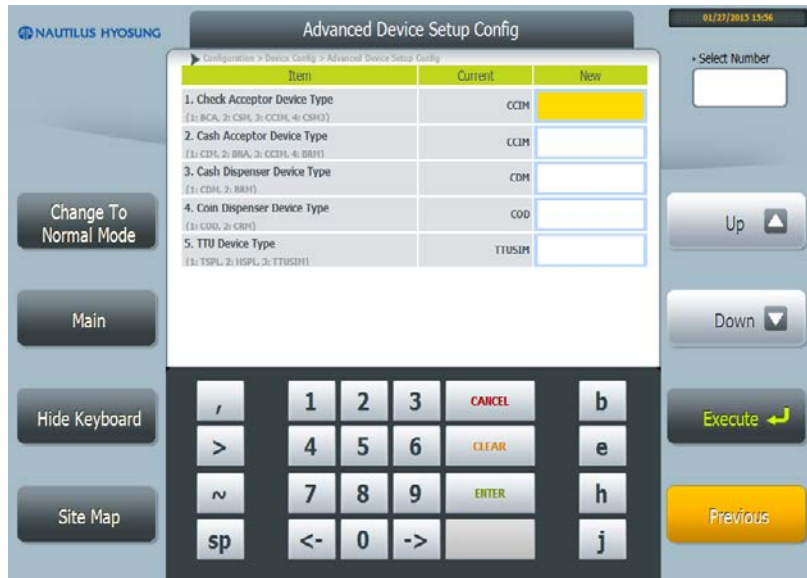 NAUTILUS HYOSUNG
Advanced Device Setup Config
01/27/2015 15:56
Configuration > Device Config > Advanced Device Setup Config
Select Number
Item Current New
1. Check Acceptor Device Type CCIM
(1: BCA, 2: CSM, 3: CCIM, 4: CSM2)
2. Cash Acceptor Device Type CCIM
(1: CIM, 2: BNA, 3: CCIM, 4: BRM)
3. Cash Dispenser Device Type CDM
(1: CDM, 2: BRM)
4. Coin Dispenser Device Type COD
(1: COD, 2: CRM)
5. TTU Device Type TTUSIM
(1: TSPL, 2: HSPL, 3: TTUSIM)
Change To
Normal Mode
Up
Main
Down
Hide Keyboard
Execute
Site Map
Previous
, 1 2 3 CANCEL b
> 4 5 6 CLEAR e
~ 7 8 9 ENTER h
sp <- 0 -> j